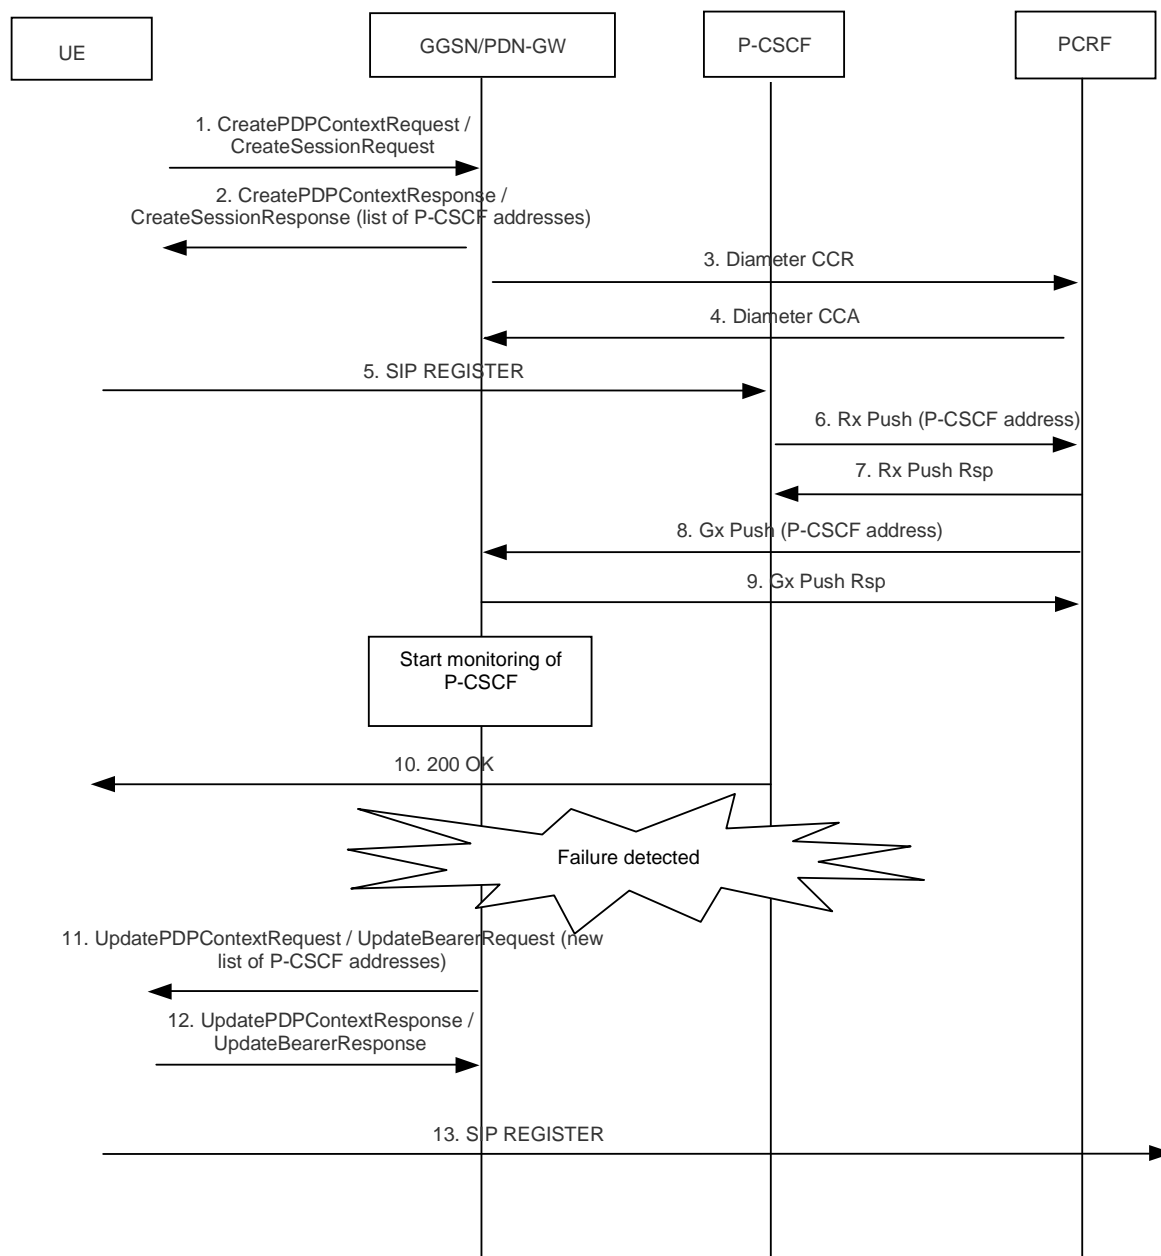 UE
GGSN/PDN-GW
P-CSCF
PCRF
1. CreatePDPContextRequest /
CreateSessionRequest
2. CreatePDPContextResponse /
CreateSessionResponse (list of P-CSCF addresses)
3. Diameter CCR
4. Diameter CCA
5. SIP REGISTER
6. Rx Push (P-CSCF address)
7. Rx Push Rsp
8. Gx Push (P-CSCF address)
9. Gx Push Rsp
Start monitoring of
P-CSCF
10. 200 OK
Failure detected
11. UpdatePDPContextRequest / UpdateBearerRequest (new
list of P-CSCF addresses)
12. UpdatePDPContextResponse /
UpdateBearerResponse
13. SIP REGISTER